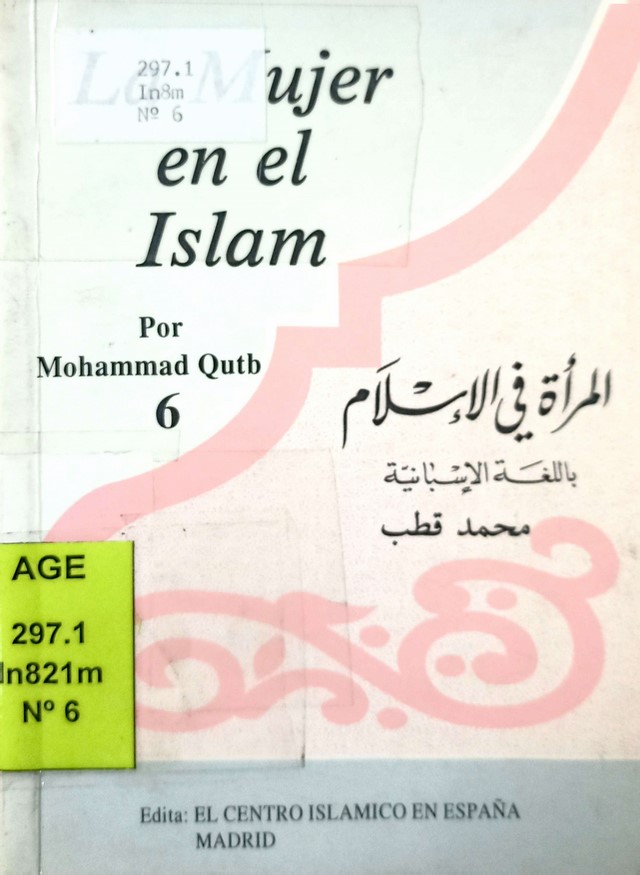 297.1
In8m
Nº 6
La Mujer
en el
Islam
Por
Mohammad Qutb
6
المرأة في الإسلام
باللغة الإسبانية
محمد قطب
AGE
297.1
In821m
Nº 6
Edita: EL CENTRO ISLAMICO EN ESPAÑA
MADRID